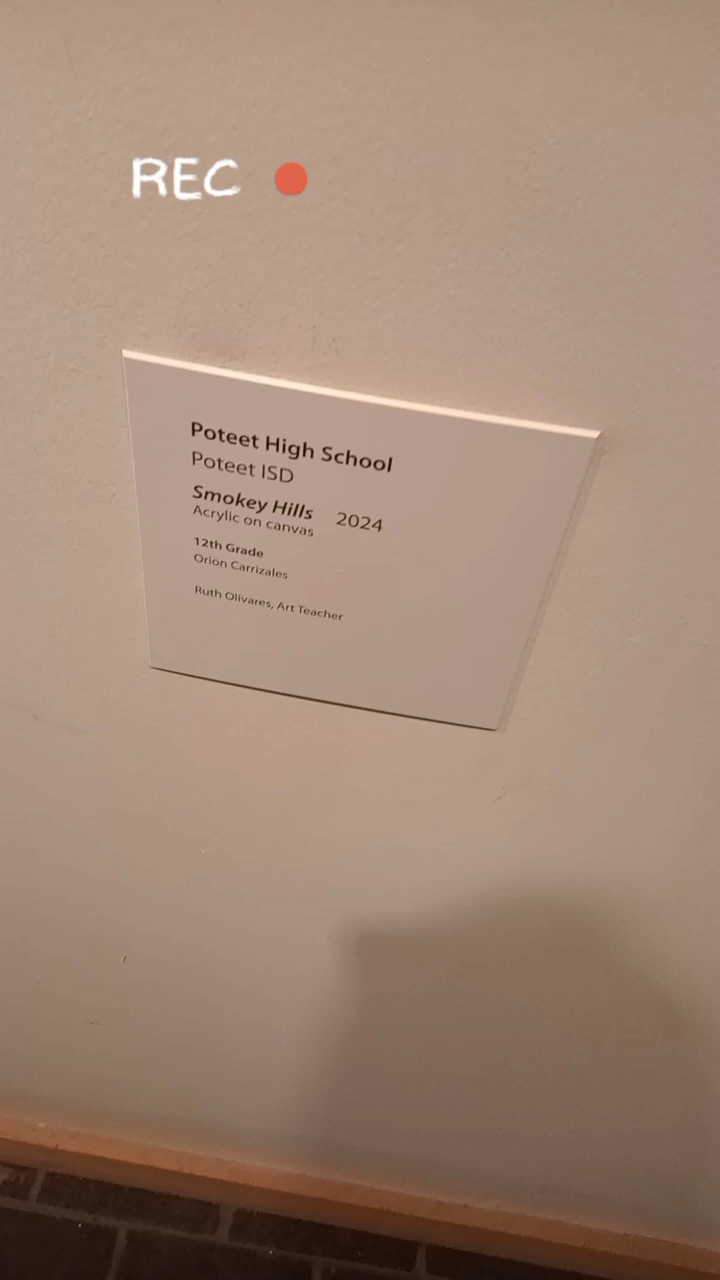 REC
Poteet High School
Poteet ISD
Smokey Hills 2024
Acrylic on canvas
12th Grade
Orion Carrizales
Ruth Olivares, Art Teacher